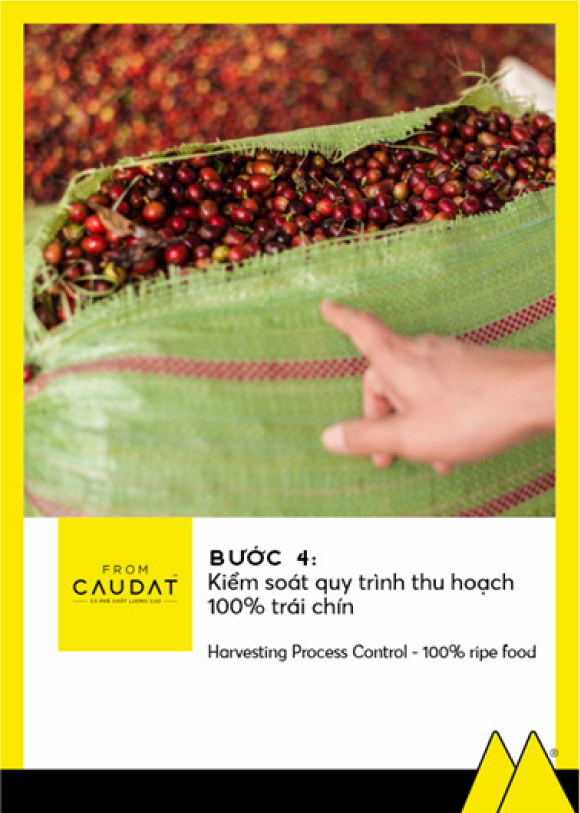 FROM
CAUDAT
CÀ PHÊ CHẤT LƯỢNG CAO
BƯỚC 4:
Kiểm soát quy trình thu hoạch
100% trái chín
Harvesting Process Control - 100% ripe food
®